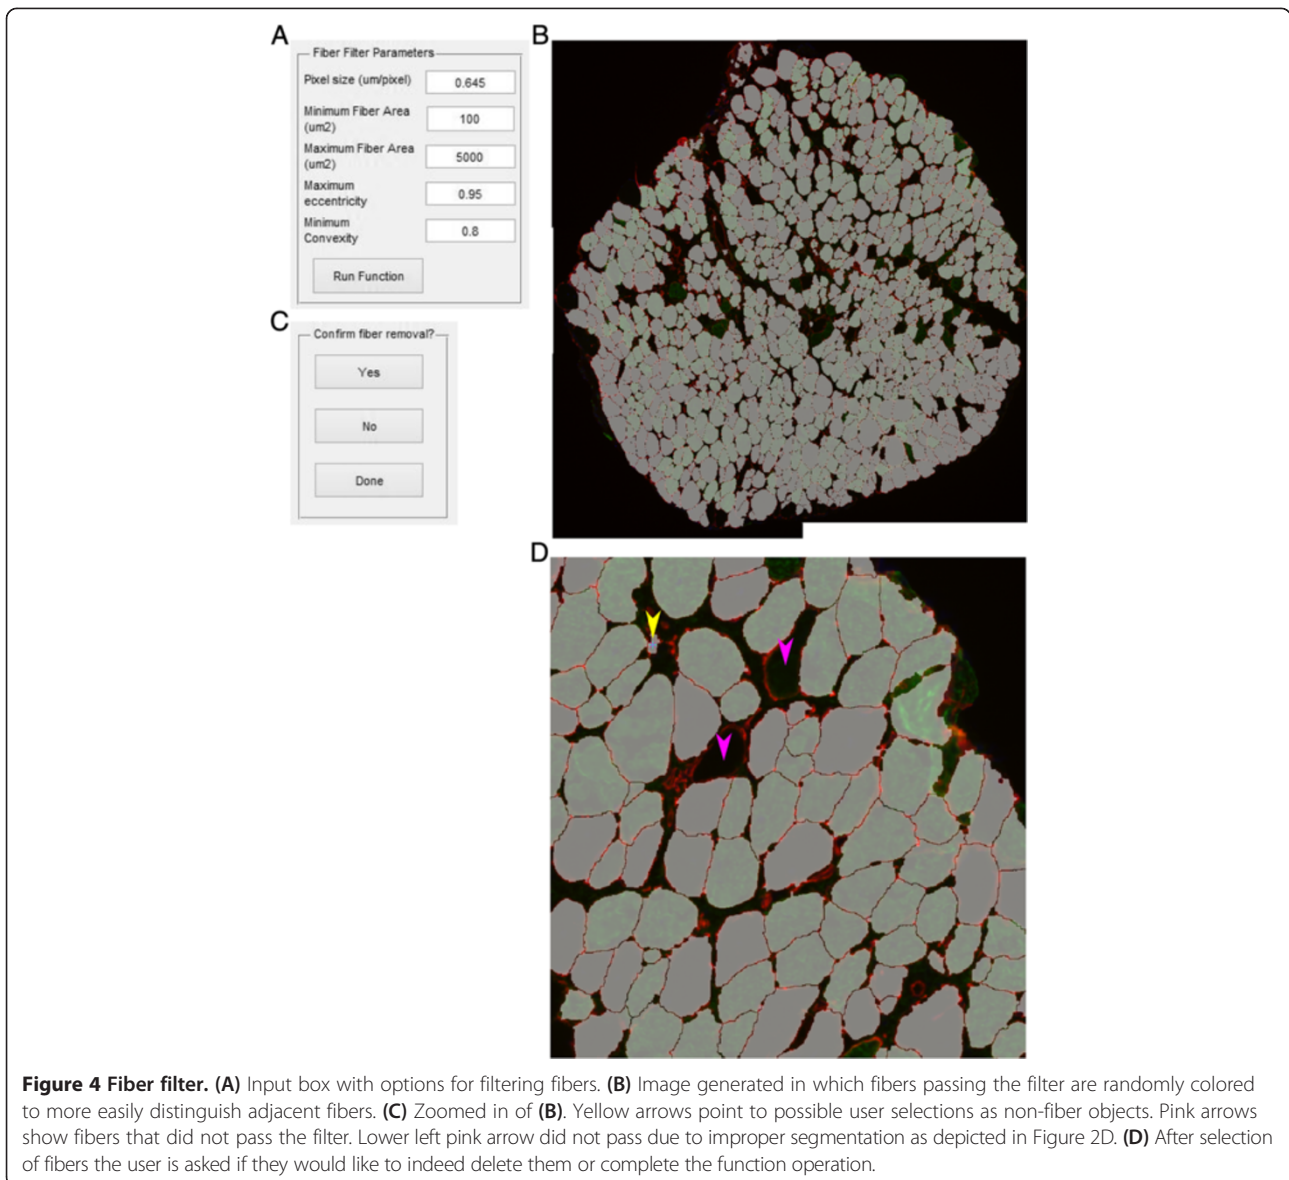 A
Fiber Filter Parameters
Pixel size (um/pixel)
0.645
Minimum Fiber Area
(um2)
100
Maximum Fiber Area
(um2)
5000
Maximum
eccentricity
0.95
Minimum
Convexity
0.8
Run Function
B
C
Confirm fiber removal?
Yes
No
Done
D
Figure 4 Fiber filter. (A) Input box with options for filtering fibers. (B) Image generated in which fibers passing the filter are randomly colored
to more easily distinguish adjacent fibers. (C) Zoomed in of (B). Yellow arrows point to possible user selections as non-fiber objects. Pink arrows
show fibers that did not pass the filter. Lower left pink arrow did not pass due to improper segmentation as depicted in Figure 2D. (D) After selection
of fibers the user is asked if they would like to indeed delete them or complete the function operation.